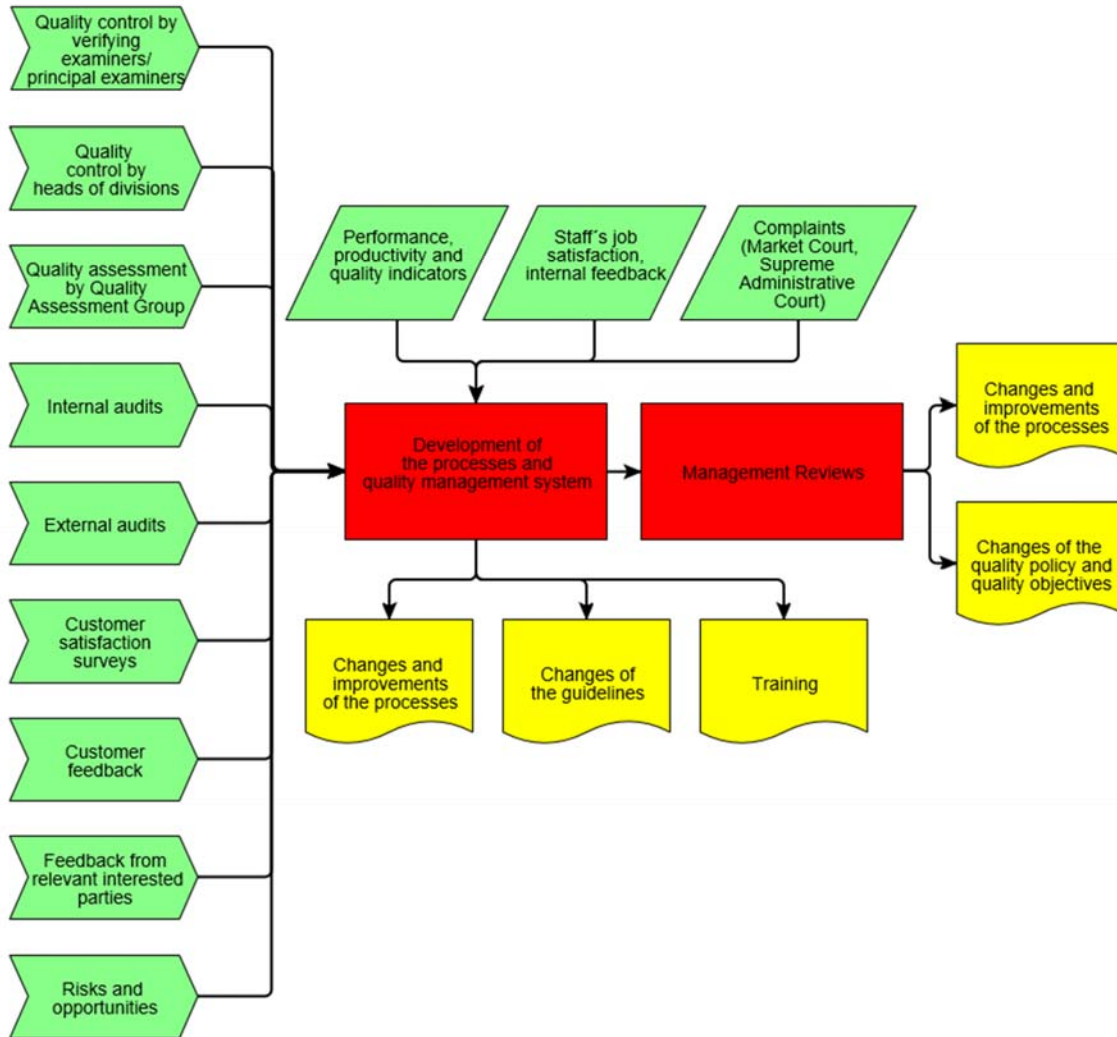 Quality control by
verifying
examiners/
principal examiners
Quality
control by
heads of divisions
Quality assessment
by Quality
Assessment Group
Internal audits
External audits
Customer
satisfaction
surveys
Customer
feedback
Feedback from
relevant interested
parties
Risks and
opportunities
Performance,
productivity and
quality indicators
Staff´s job
satisfaction,
internal feedback
Complaints
(Market Court,
Supreme
Administrative
Court)
Development of
the processes and
quality management system
Management Reviews
Changes and
improvements
of the processes
Changes of the
quality policy and
quality objectives
Changes and
improvements
of the processes
Changes of
the guidelines
Training